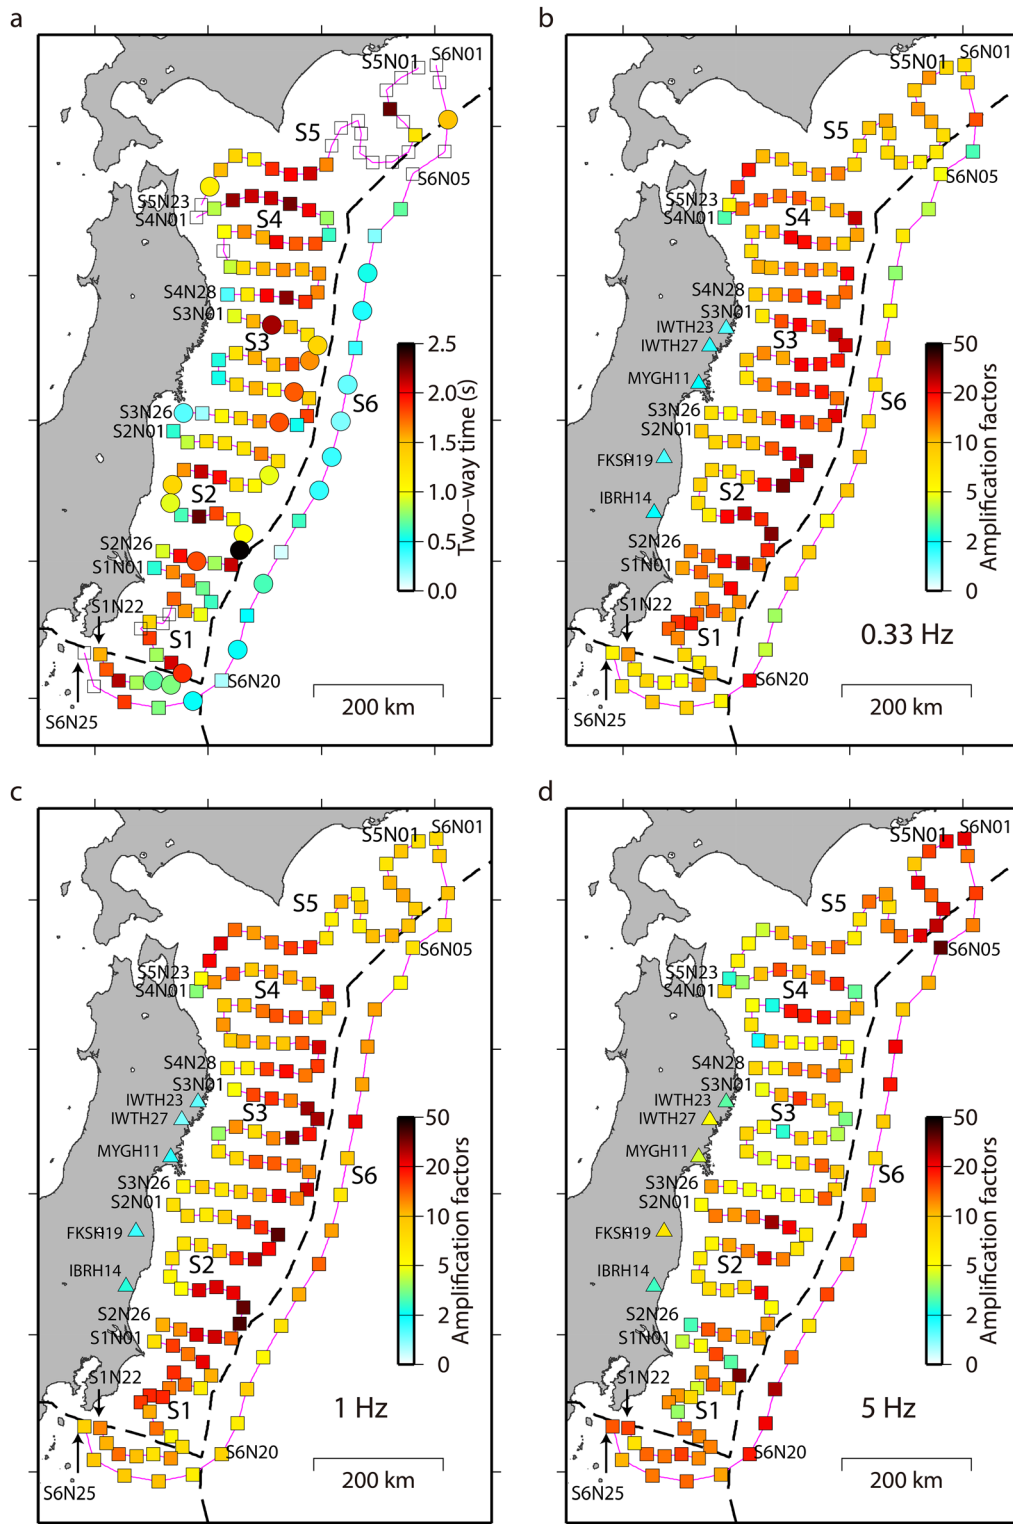 a
S5N01
S6N01
S5
S6N05
S5N23
S4N01
S4
S4N28
S3N01
S3
S3N26
S2N01
S6
S2
S2N26
S1N01
S1N22
S1
S6N20
S6N25
2.5
2.0
1.5
1.0
0.5
0.0
Two-way time (s)
200 km
b
S5N01
S6N01
S5
S6N05
S5N23
S4N01
S4
S4N28
S3N01
IWTH23
IWTH27
S3
MYGH11
S3N26
S2N01
S6
FKSH19
IBRH14
S2
S2N26
S1N01
S1N22
S1
S6N20
S6N25
50
20
10
5
2
0
Amplification factors
0.33 Hz
200 km
c
S5N01
S6N01
S5
S6N05
S5N23
S4N01
S4
S4N28
S3N01
IWTH23
IWTH27
S3
MYGH11
S3N26
S2N01
S6
FKSH19
IBRH14
S2
S2N26
S1N01
S1N22
S1
S6N20
S6N25
50
20
10
5
2
0
Amplification factors
1 Hz
200 km
d
S5N01
S6N01
S5
S6N05
S5N23
S4N01
S4
S4N28
S3N01
IWTH23
IWTH27
S3
MYGH11
S3N26
S2N01
S6
FKSH19
IBRH14
S2
S2N26
S1N01
S1N22
S1
S6N20
S6N25
50
20
10
5
2
0
Amplification factors
5 Hz
200 km